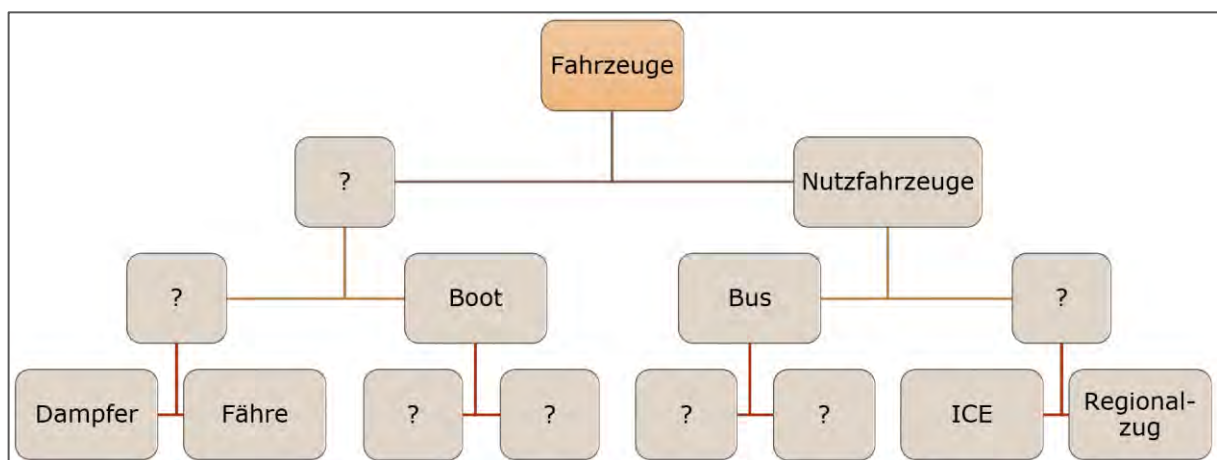 Fahrzeuge
?
Nutzfahrzeuge
?
Boot
Bus
?
Dampfer
Fähre
?
?
?
?
ICE
Regional-
zug